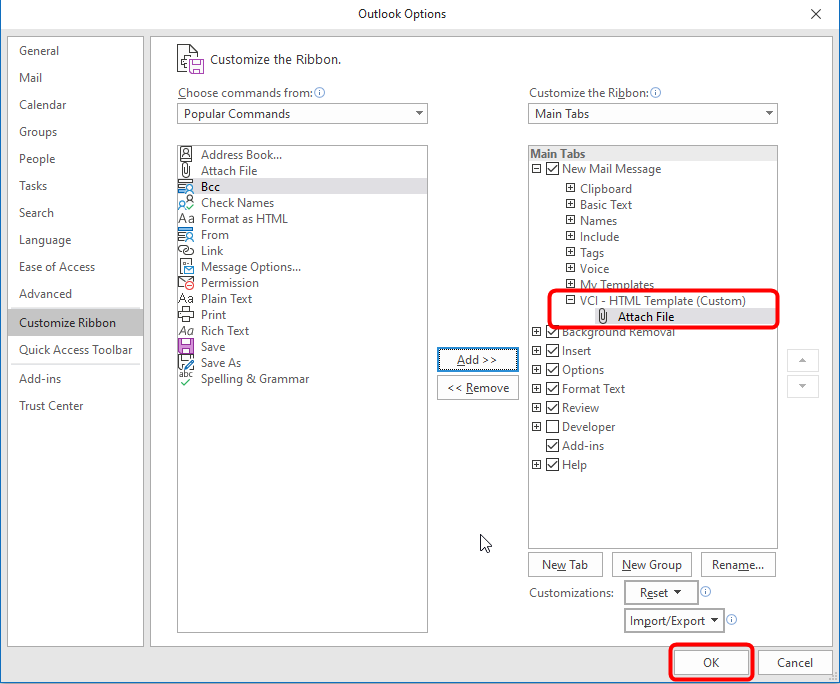 Outlook Options
General
Mail
Calendar
Groups
People
Tasks
Search
Language
Ease of Access
Advanced
Customize Ribbon
Quick Access Toolbar
Add-ins
Trust Center
Customize the Ribbon.
Choose commands from:
Popular Commands
Address Book...
Attach File
Bcc
Check Names
Aa Format as HTML
From
Link
Message Options...
Permission
Aa Plain Text
Print
Aa Rich Text
Save
Save As
abc Spelling & Grammar
Add >>
<< Remove
Customize the Ribbon:
Main Tabs
Main Tabs
New Mail Message
Clipboard
Basic Text
Names
Include
Tags
Voice
My Templates
VCI - HTML Template (Custom)
Attach File
Background Removal
Insert
Options
Format Text
Review
Developer
Add-ins
Help
New Tab New Group Rename...
Customizations: Reset
Import/Export
OK Cancel